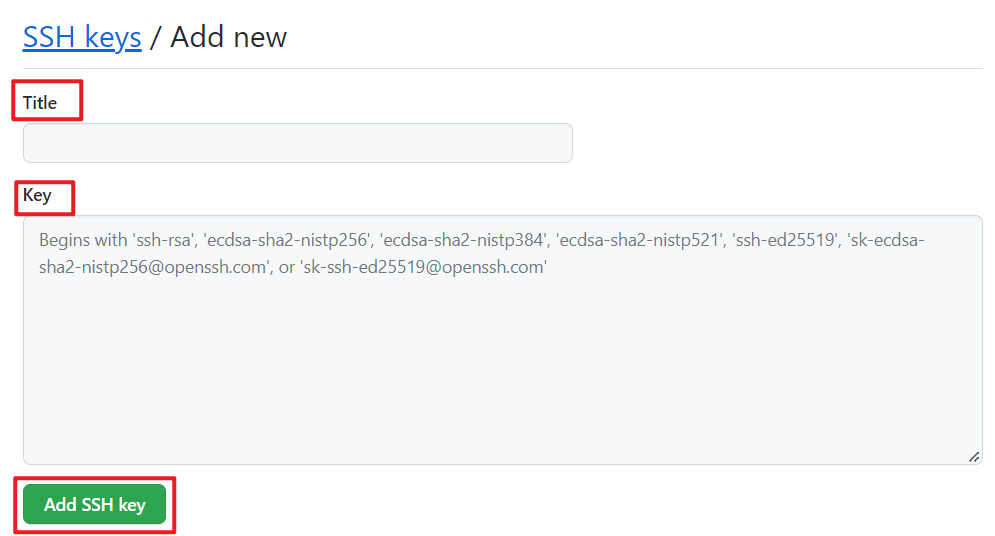 SSH keys / Add new
Title
Key
Begins with 'ssh-rsa', 'ecdsa-sha2-nistp256', 'ecdsa-sha2-nistp384', 'ecdsa-sha2-nistp521', 'ssh-ed25519', 'sk-ecdsa-
sha2-nistp256@openssh.com', or 'sk-ssh-ed25519@openssh.com'
Add SSH key